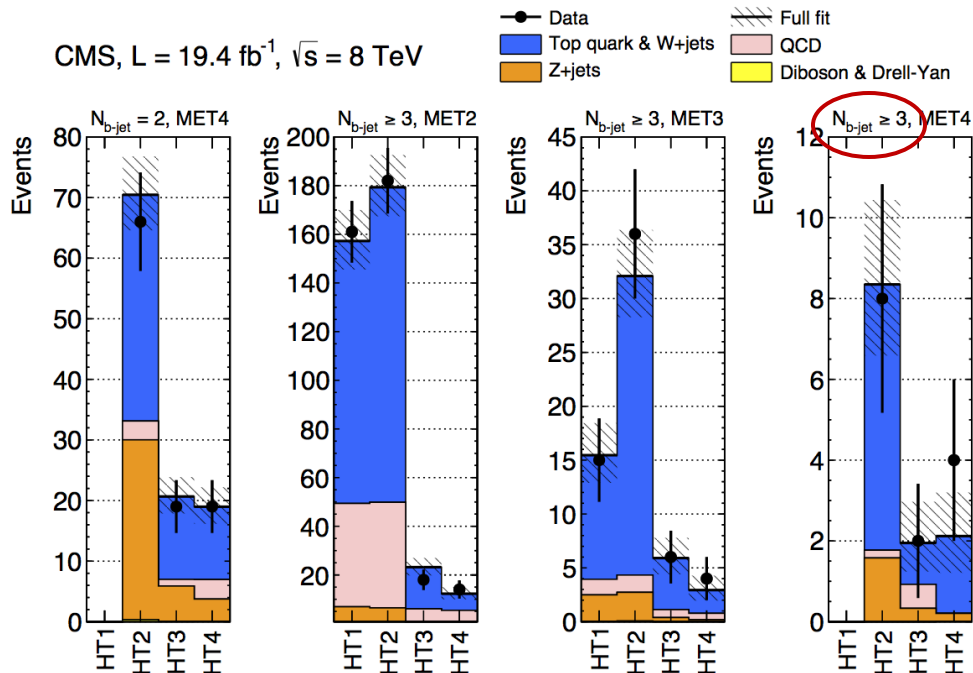 CMS, L = 19.4 fb⁻¹, √s = 8 TeV
Data
Top quark & W+jets
Z+jets
Full fit
QCD
Diboson & Drell-Yan
N_b-jet = 2, MET4
Events
80
70
60
50
40
30
20
10
0
HT1
HT2
HT3
HT4
N_b-jet ≥ 3, MET2
Events
200
180
160
140
120
100
80
60
40
20
HT1
HT2
HT3
HT4
N_b-jet ≥ 3, MET3
Events
45
40
35
30
25
20
15
10
5
0
HT1
HT2
HT3
HT4
N_b-jet ≥ 3, MET4
Events
12
10
8
6
4
2
0
HT1
HT2
HT3
HT4